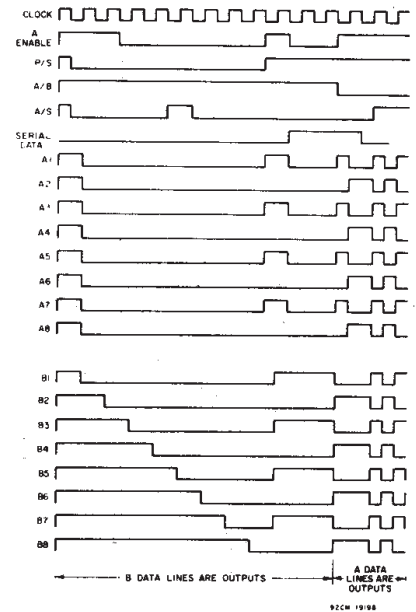 CLOCK
A
ENABLE
P/S
A/B
A/S
SERIAL
DATA
A1
A2
A3
A4
A5
A6
A7
A8
B1
B2
B3
B4
B5
B6
B7
B8
B DATA LINES ARE OUTPUTS
A DATA
LINES ARE
OUTPUTS
92CM 19198